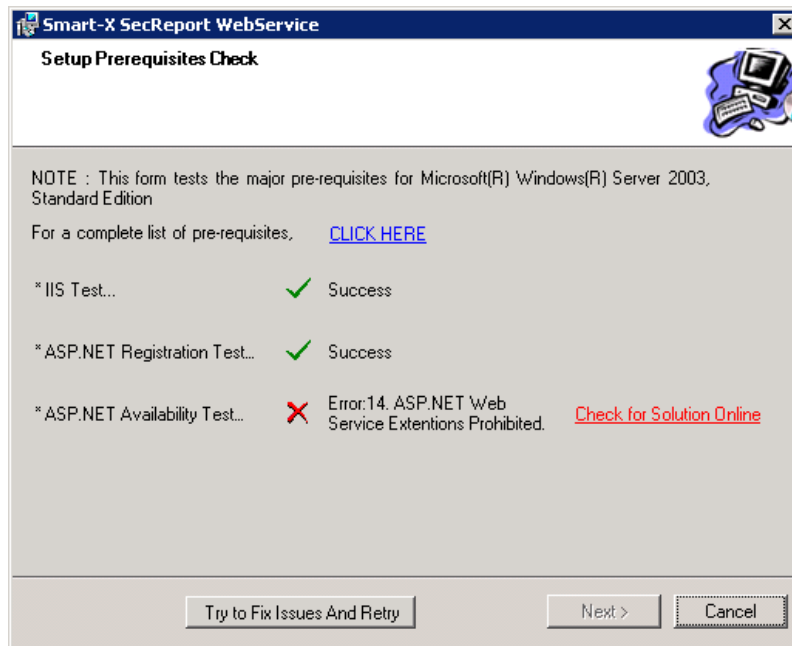 Smart-X SecReport WebService
Setup Prerequisites Check
NOTE : This form tests the major pre-requisites for Microsoft(R) Windows(R) Server 2003,
Standard Edition
For a complete list of pre-requisites, CLICK HERE
*IIS Test... Success
*ASP.NET Registration Test... Success
*ASP.NET Availability Test... Error:14. ASP.NET Web
Service Extentions Prohibited. Check for Solution Online
Try to Fix Issues And Retry Next > Cancel